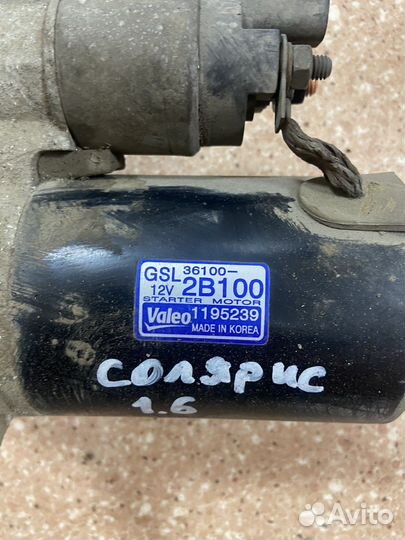 GSL 36100-
12V 2B100
STARTER MOTOR
Valeo 1195239
MADE IN KOREA
СОЛЯРИС
1.6
Avito